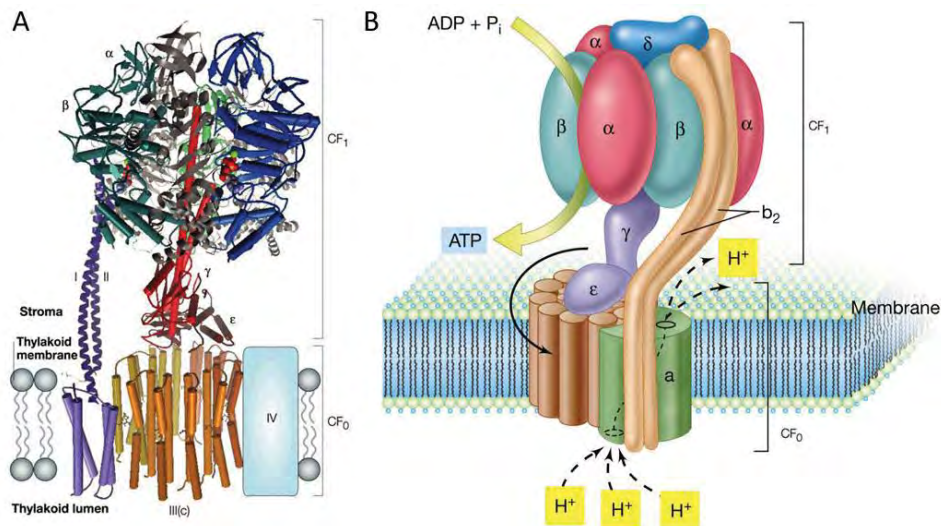 A
α
β
CF₁
I
II
γ
ε
Stroma
Thylakoid
membrane
IV
CF₀
Thylakoid lumen
III(c)
B
ADP + Pᵢ
α
δ
β
α
β
α
CF₁
b₂
ATP
γ
H⁺
ε
Membrane
a
CF₀
H⁺
H⁺
H⁺